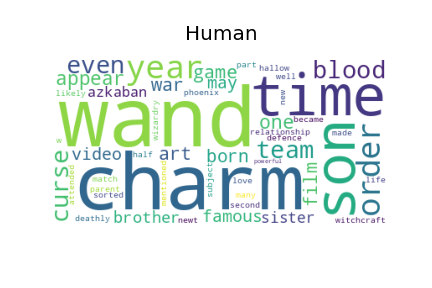 Human
part
even year game hallow blood
appear war may well
likely azkaban phoenix time
wand new
w wizardry one became
relationship
defence made
curse video half art born team son order
match mentioned subject powerful
attended parent charm love film life
sorted many
second
deathly brother newt famous sister witchcraft